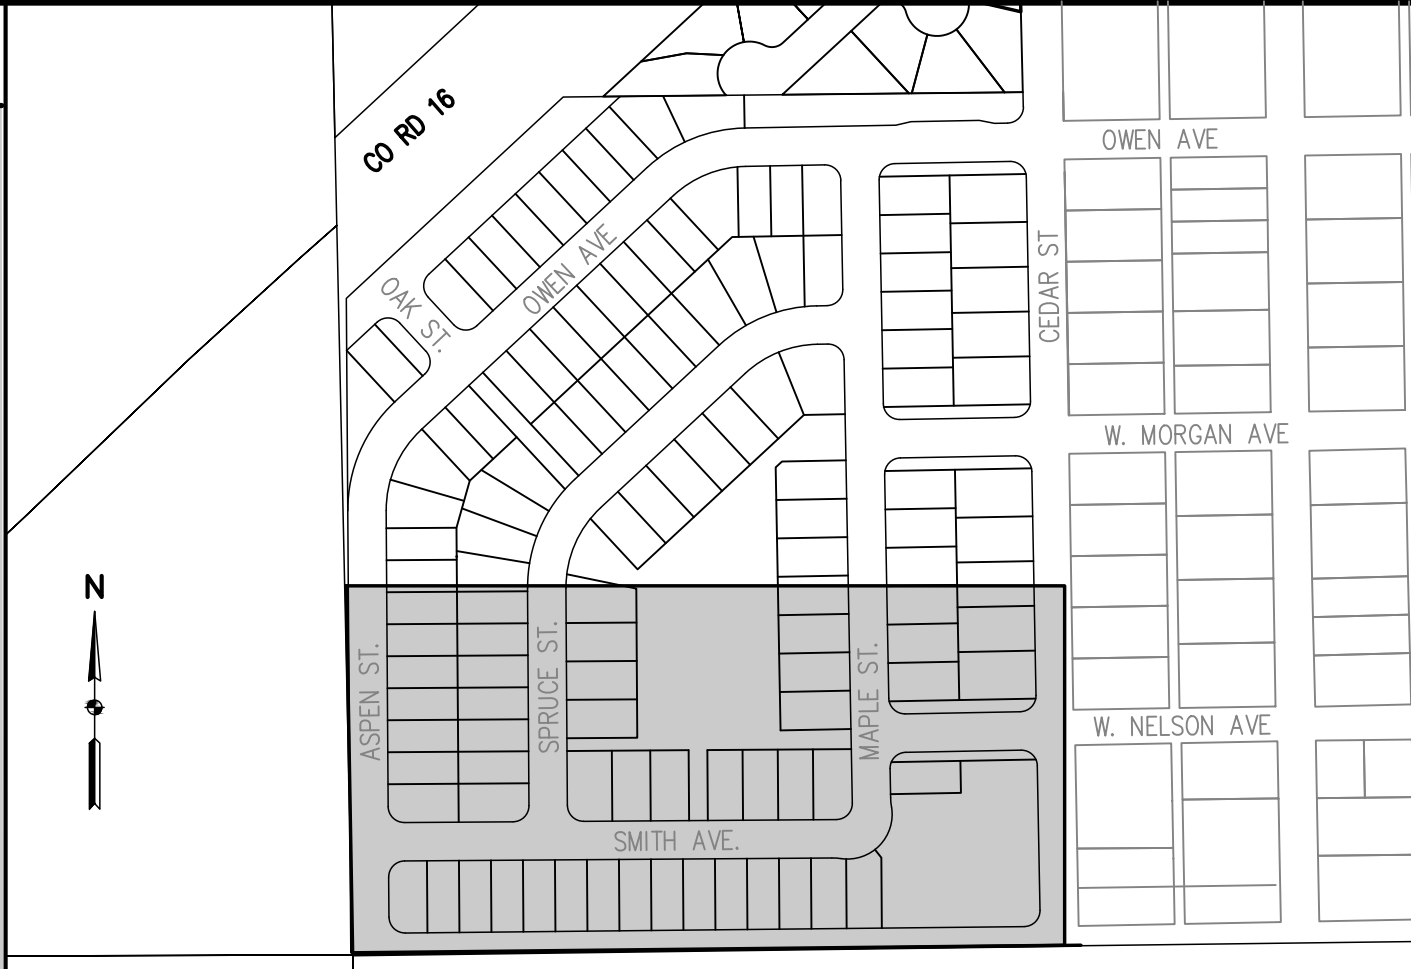 CO RD 16
OWEN AVE
OWEN AVE
OAK ST.
CEDAR ST
W. MORGAN AVE
N
ASPEN ST.
SPRUCE ST.
MAPLE ST.
W. NELSON AVE
SMITH AVE.